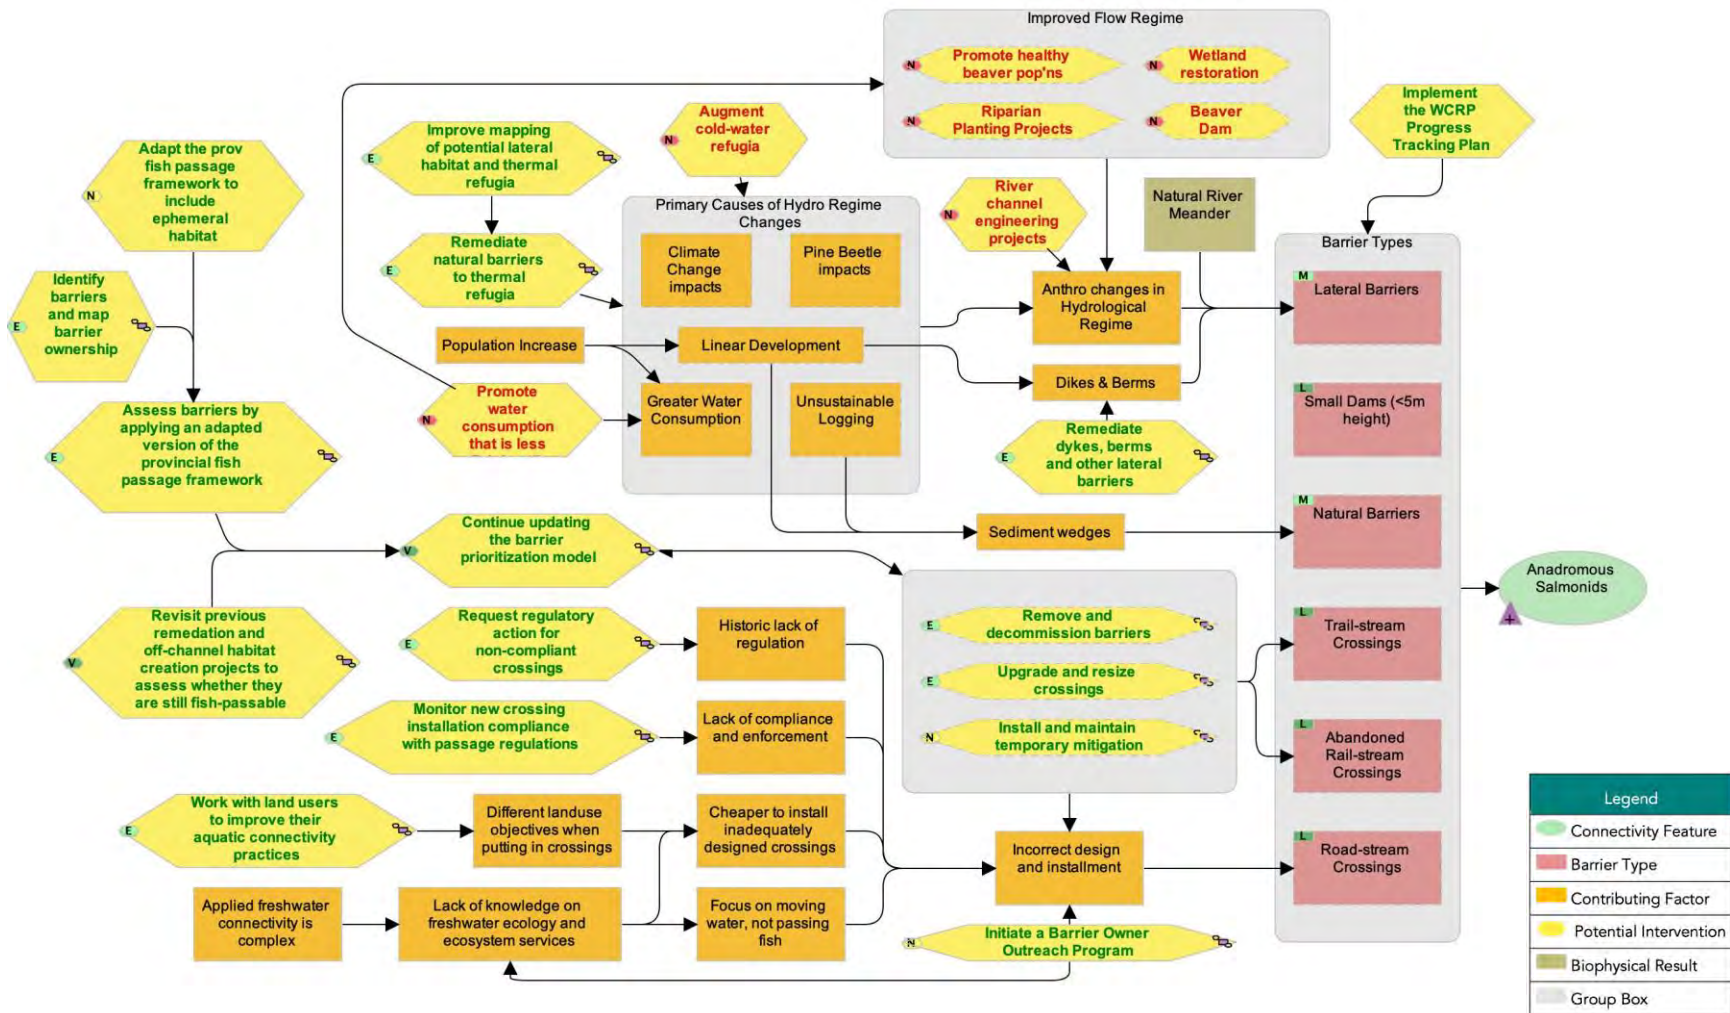 Improved Flow Regime
N
Promote healthy
beaver pop'ns
N
Wetland
restoration
N
Riparian
Planting Projects
N
Beaver
Dam
Implement
the WCRP
Progress
Tracking Plan
N
Augment
cold-water
refugia
E
Improve mapping
of potential lateral
habitat and thermal
refugia
N
Adapt the prov
fish passage
framework to
include
ephemeral
habitat
N
River
channel
engineering
projects
Natural River
Meander
Primary Causes of Hydro Regime
Changes
Climate
Change
impacts
Pine Beetle
impacts
E
Remediate
natural barriers
to thermal
refugia
Barrier Types
M
Lateral Barriers
Anthro changes in
Hydrological
Regime
E
Identify
barriers
and map
barrier
ownership
Population Increase
Linear Development
Dikes & Berms
N
Promote
water
consumption
that is less
Greater Water
Consumption
Unsustainable
Logging
L
Small Dams (<5m
height)
E
Assess barriers by
applying an adapted
version of the
provincial fish
passage framework
E
Remediate
dykes, berms
and other lateral
barriers
V
Continue updating
the barrier
prioritization model
Sediment wedges
M
Natural Barriers
Anadromous
Salmonids
+
V
Revisit previous
remedation and
off-channel habitat
creation projects to
assess whether they
are still fish-passable
E
Request regulatory
action for
non-compliant
crossings
Historic lack of
regulation
E
Remove and
decommission barriers
L
Trail-stream
Crossings
E
Upgrade and resize
crossings
E
Monitor new crossing
installation compliance
with passage regulations
Lack of compliance
and enforcement
N
Install and maintain
temporary mitigation
L
Abandoned
Rail-stream
Crossings
E
Work with land users
to improve their
aquatic connectivity
practices
Different landuse
objectives when
putting in crossings
Cheaper to install
inadequately
designed crossings
Incorrect design
and installment
L
Road-stream
Crossings
Applied freshwater
connectivity is
complex
Lack of knowledge on
freshwater ecology and
ecosystem services
Focus on moving
water, not passing
fish
N
Initiate a Barrier Owner
Outreach Program
Legend
Connectivity Feature
Barrier Type
Contributing Factor
Potential Intervention
Biophysical Result
Group Box